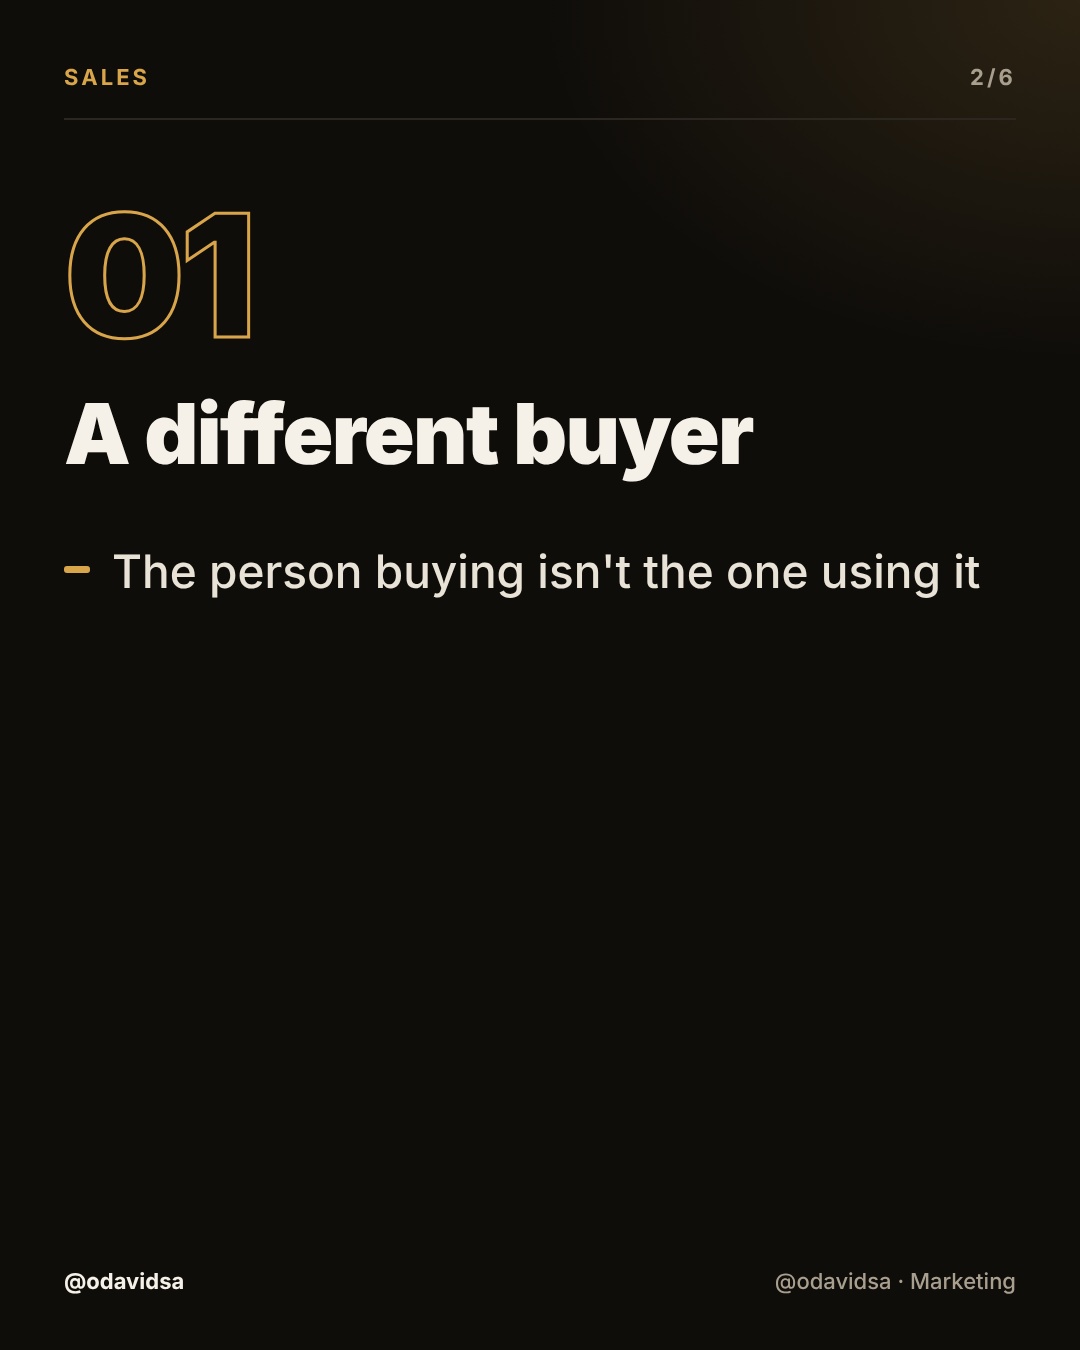 SALES
2/6
01
A different buyer
The person buying isn't the one using it
@odavidsa
@odavidsa · Marketing